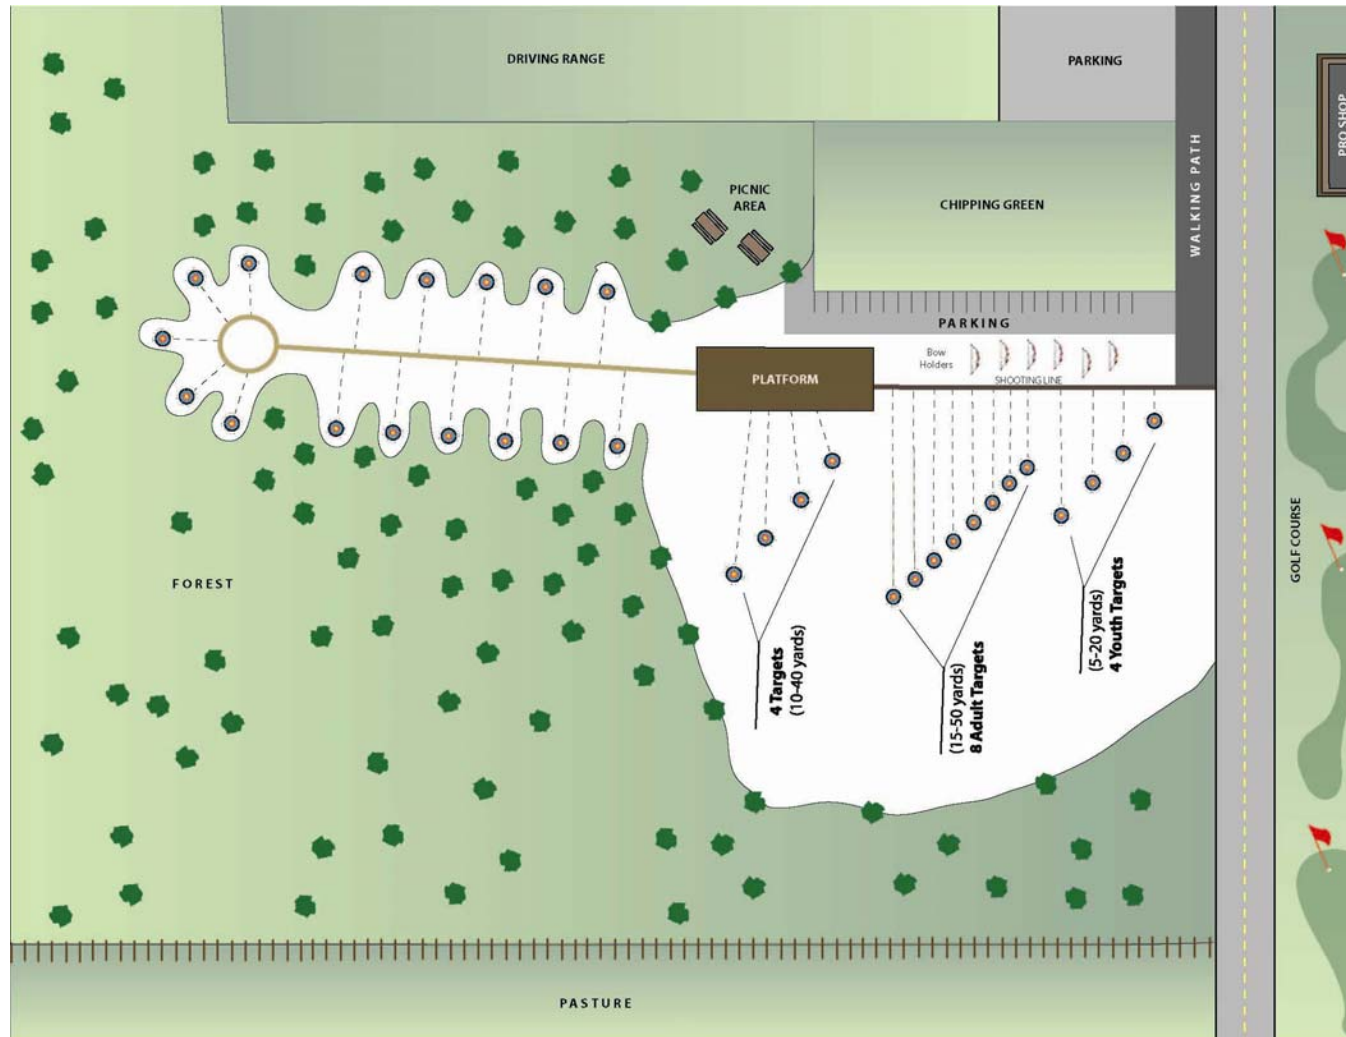 DRIVING RANGE
PARKING
PRO SHOP
WALKING PATH
PICNIC
AREA
CHIPPING GREEN
PARKING
Bow
Holders
SHOOTING LINE
PLATFORM
GOLF COURSE
FOREST
4 Targets
(10-40 yards)
(15-50 yards)
8 Adult Targets
(5-20 yards)
4 Youth Targets
PASTURE